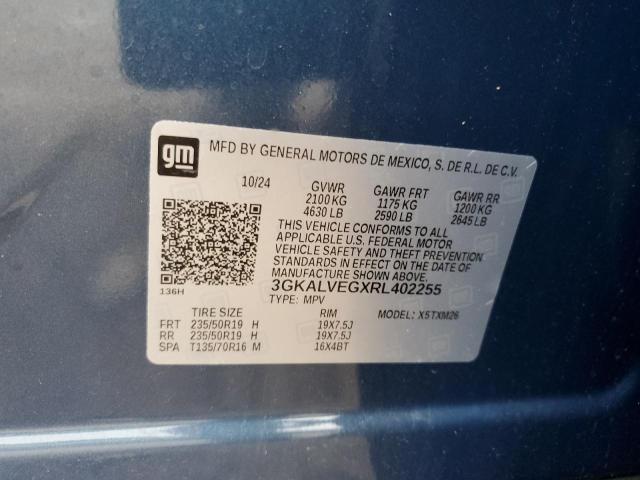 gm
MFD BY GENERAL MOTORS DE MEXICO, S. DE R.L. DE C.V.
10/24 GVWR GAWR FRT GAWR RR
2100 KG 1175 KG 1200 KG
4630 LB 2590 LB 2645 LB
THIS VEHICLE CONFORMS TO ALL
APPLICABLE U.S. FEDERAL MOTOR
VEHICLE SAFETY AND THEFT PREVENTION
STANDARDS IN EFFECT ON THE DATE OF
MANUFACTURE SHOWN ABOVE.
136H
3GKALVEGXRL402255
TYPE: MPV MODEL: X5TXM26
TIRE SIZE RIM
FRT 235/50R19 H 19X7.5J
RR 235/50R19 H 19X7.5J
SPA T135/70R16 M 16X4BT